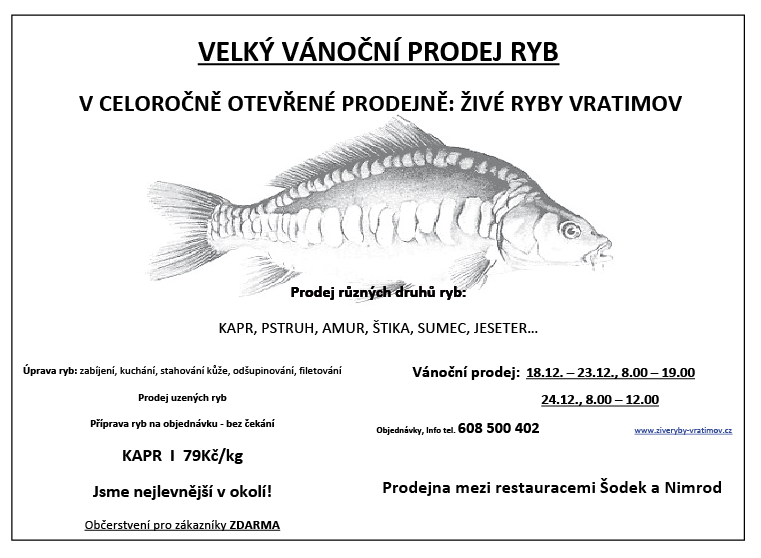 VELKÝ VÁNOČNÍ PRODEJ RYB
V CELOROČNĚ OTEVŘENÉ PRODEJNĚ: ŽIVÉ RYBY VRATIMOV
Prodej různých druhů ryb:
KAPR, PSTRUH, AMUR, ŠTIKA, SUMEC, JESETER…
Úprava ryb: zabíjení, kuchání, stahování kůže, odšupinování, filetování
Prodej uzených ryb
Příprava ryb na objednávku - bez čekání
KAPR I 79Kč/kg
Jsme nejlevnější v okolí!
Občerstvení pro zákazníky ZDARMA
Vánoční prodej: 18.12. – 23.12., 8.00 – 19.00
24.12., 8.00 – 12.00
Objednávky, Info tel. 608 500 402
www.ziveryby-vratimov.cz
Prodejna mezi restauracemi Šodek a Nimrod